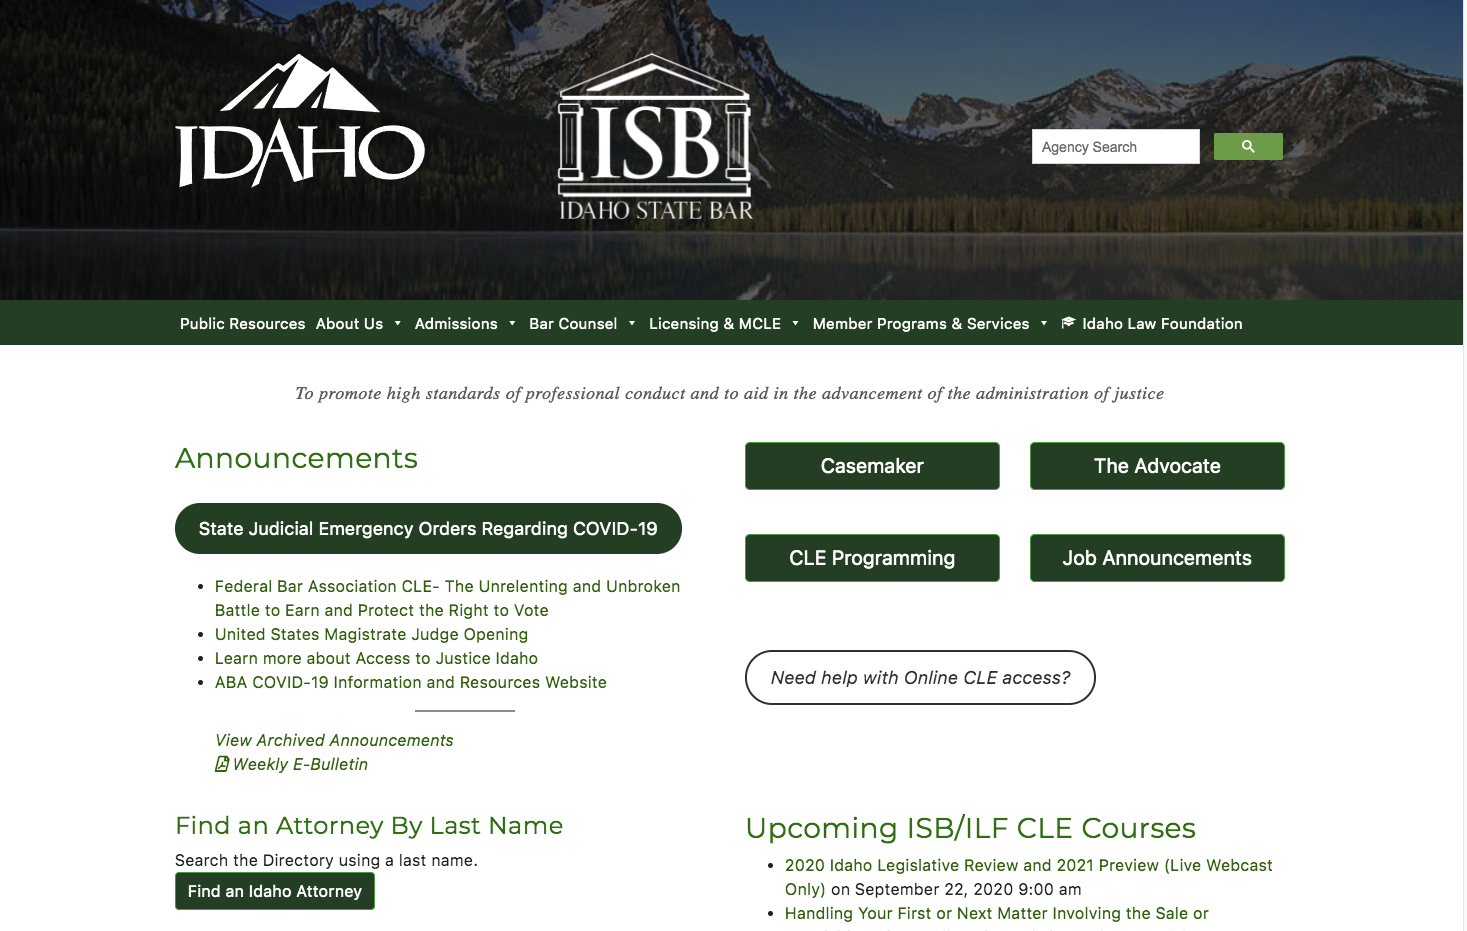 IDAHO
ISB
IDAHO STATE BAR
Agency Search
Public Resources About Us Admissions Bar Counsel Licensing & MCLE Member Programs & Services Idaho Law Foundation
To promote high standards of professional conduct and to aid in the advancement of the administration of justice
Announcements
State Judicial Emergency Orders Regarding COVID-19
• Federal Bar Association CLE- The Unrelenting and Unbroken
Battle to Earn and Protect the Right to Vote
• United States Magistrate Judge Opening
• Learn more about Access to Justice Idaho
• ABA COVID-19 Information and Resources Website
View Archived Announcements
Weekly E-Bulletin
Casemaker
The Advocate
CLE Programming
Job Announcements
Need help with Online CLE access?
Find an Attorney By Last Name
Search the Directory using a last name.
Find an Idaho Attorney
Upcoming ISB/ILF CLE Courses
• 2020 Idaho Legislative Review and 2021 Preview (Live Webcast
Only) on September 22, 2020 9:00 am
• Handling Your First or Next Matter Involving the Sale or